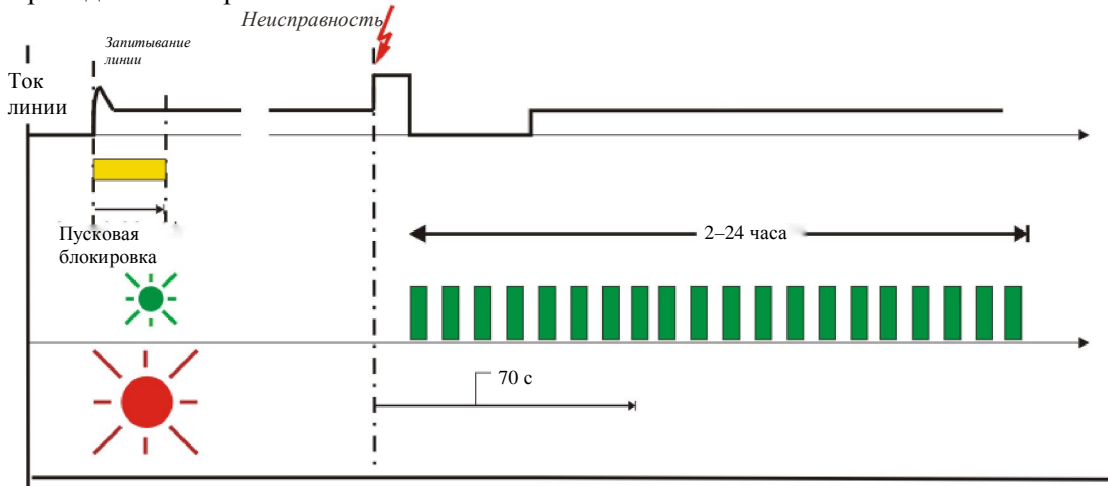 Неисправность
Запитывание
линии
Ток
линии
Пусковая
блокировка
2–24 часа
70 с